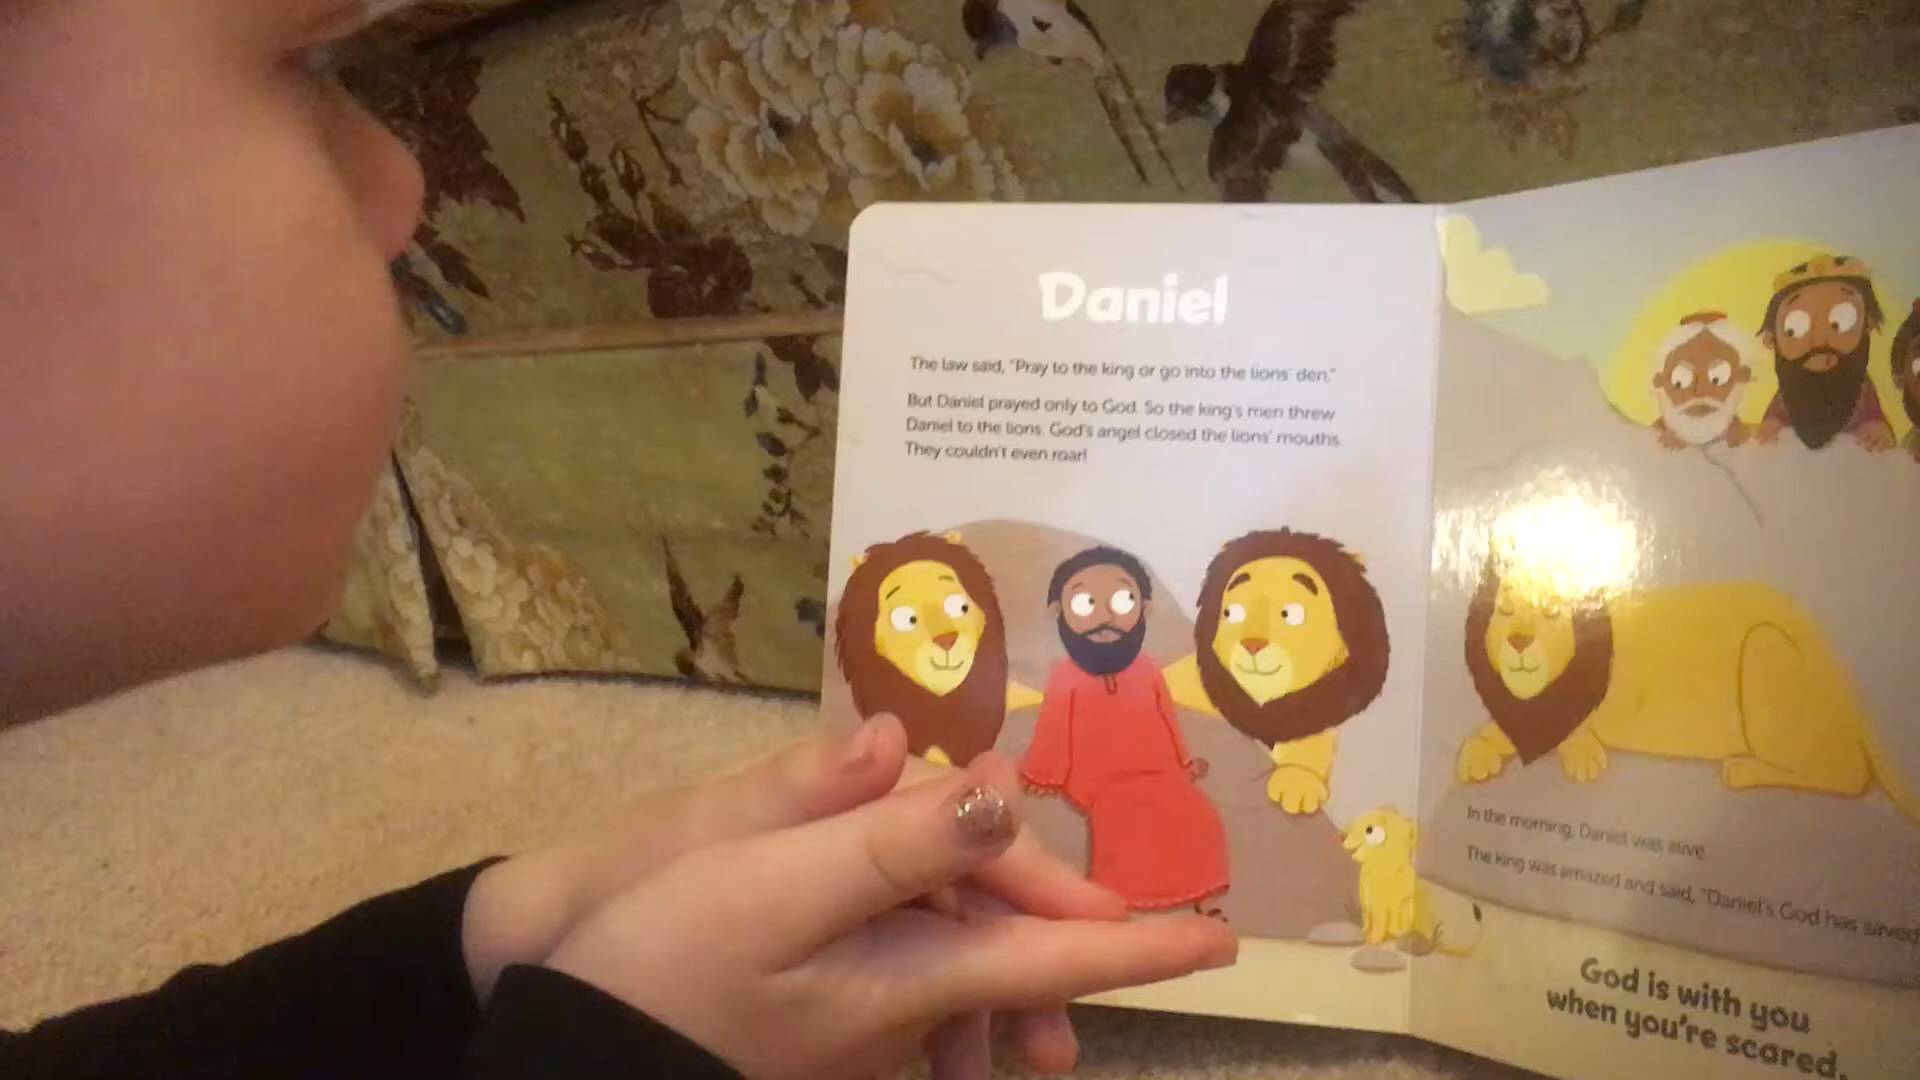 Daniel
The law said, "Pray to the king or go into the lions' den."
But Daniel prayed only to God. So the king's men threw
Daniel to the lions. God's angel closed the lions' mouths.
They couldn't even roar!
In the morning, Daniel was alive.
The king was amazed and said, "Daniel's God has saved
God is with you
when you're scared.